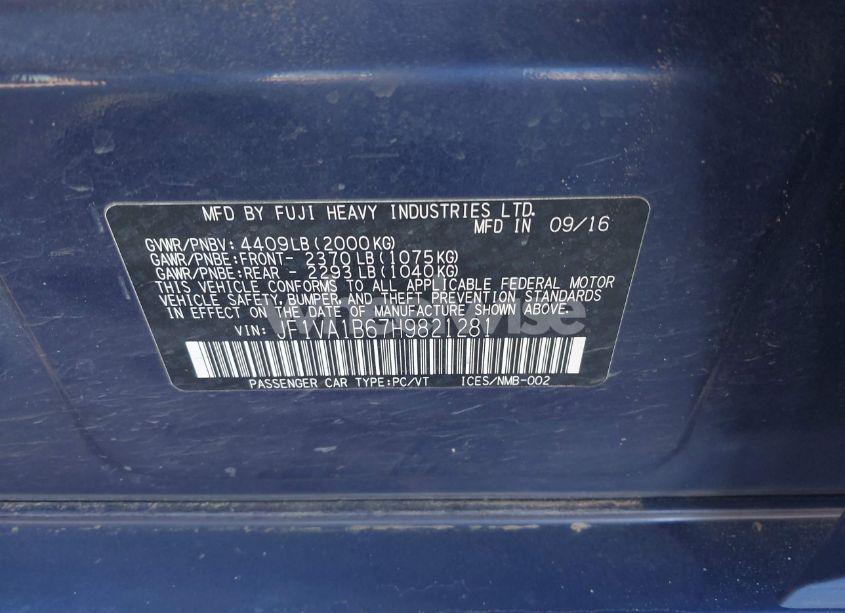 MFD BY FUJI HEAVY INDUSTRIES LTD.
MFD IN 09/16
GVWR/PNBV: 4409LB(2000KG)
GAWR/PNBE:FRONT- 2370LB(1075KG)
GAWR/PNBE:REAR - 2293LB(1040KG)
THIS VEHICLE CONFORMS TO ALL APPLICABLE FEDERAL MOTOR
VEHICLE SAFETY, BUMPER, AND THEFT PREVENTION STANDARDS
IN EFFECT ON THE DATE OF MANUFACTURE SHOWN ABOVE.
VIN: JF1VA1B67H9821281
PASSENGER CAR TYPE:PC/VT ICES/NMB-002